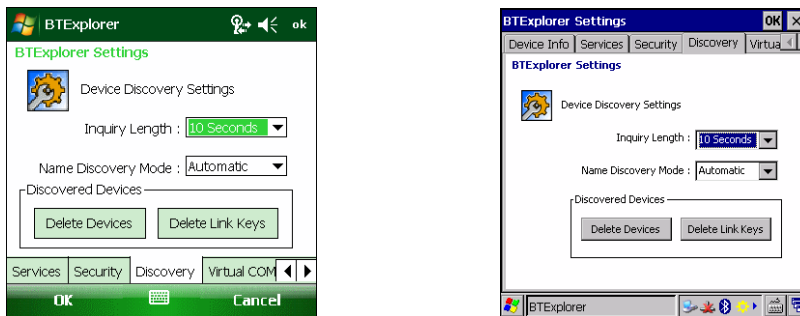 BTExplorer ok
BTExplorer Settings
Device Discovery Settings
Inquiry Length : 10 Seconds
Name Discovery Mode : Automatic
Discovered Devices
Delete Devices Delete Link Keys
Services Security Discovery Virtual COM
OK Cancel
BTExplorer Settings OK
Device Info Services Security Discovery Virtua
BTExplorer Settings
Device Discovery Settings
Inquiry Length : 10 Seconds
Name Discovery Mode : Automatic
Discovered Devices
Delete Devices Delete Link Keys
BTExplorer